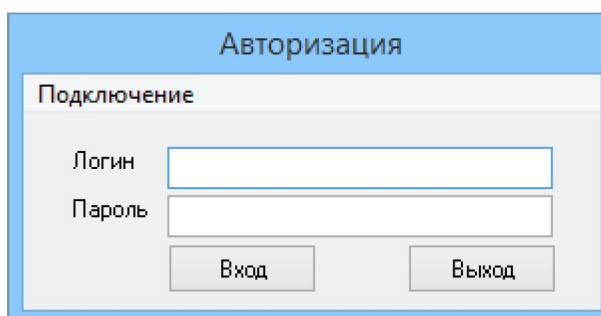 Авторизация
Подключение
Логин
Пароль
Вход Выход